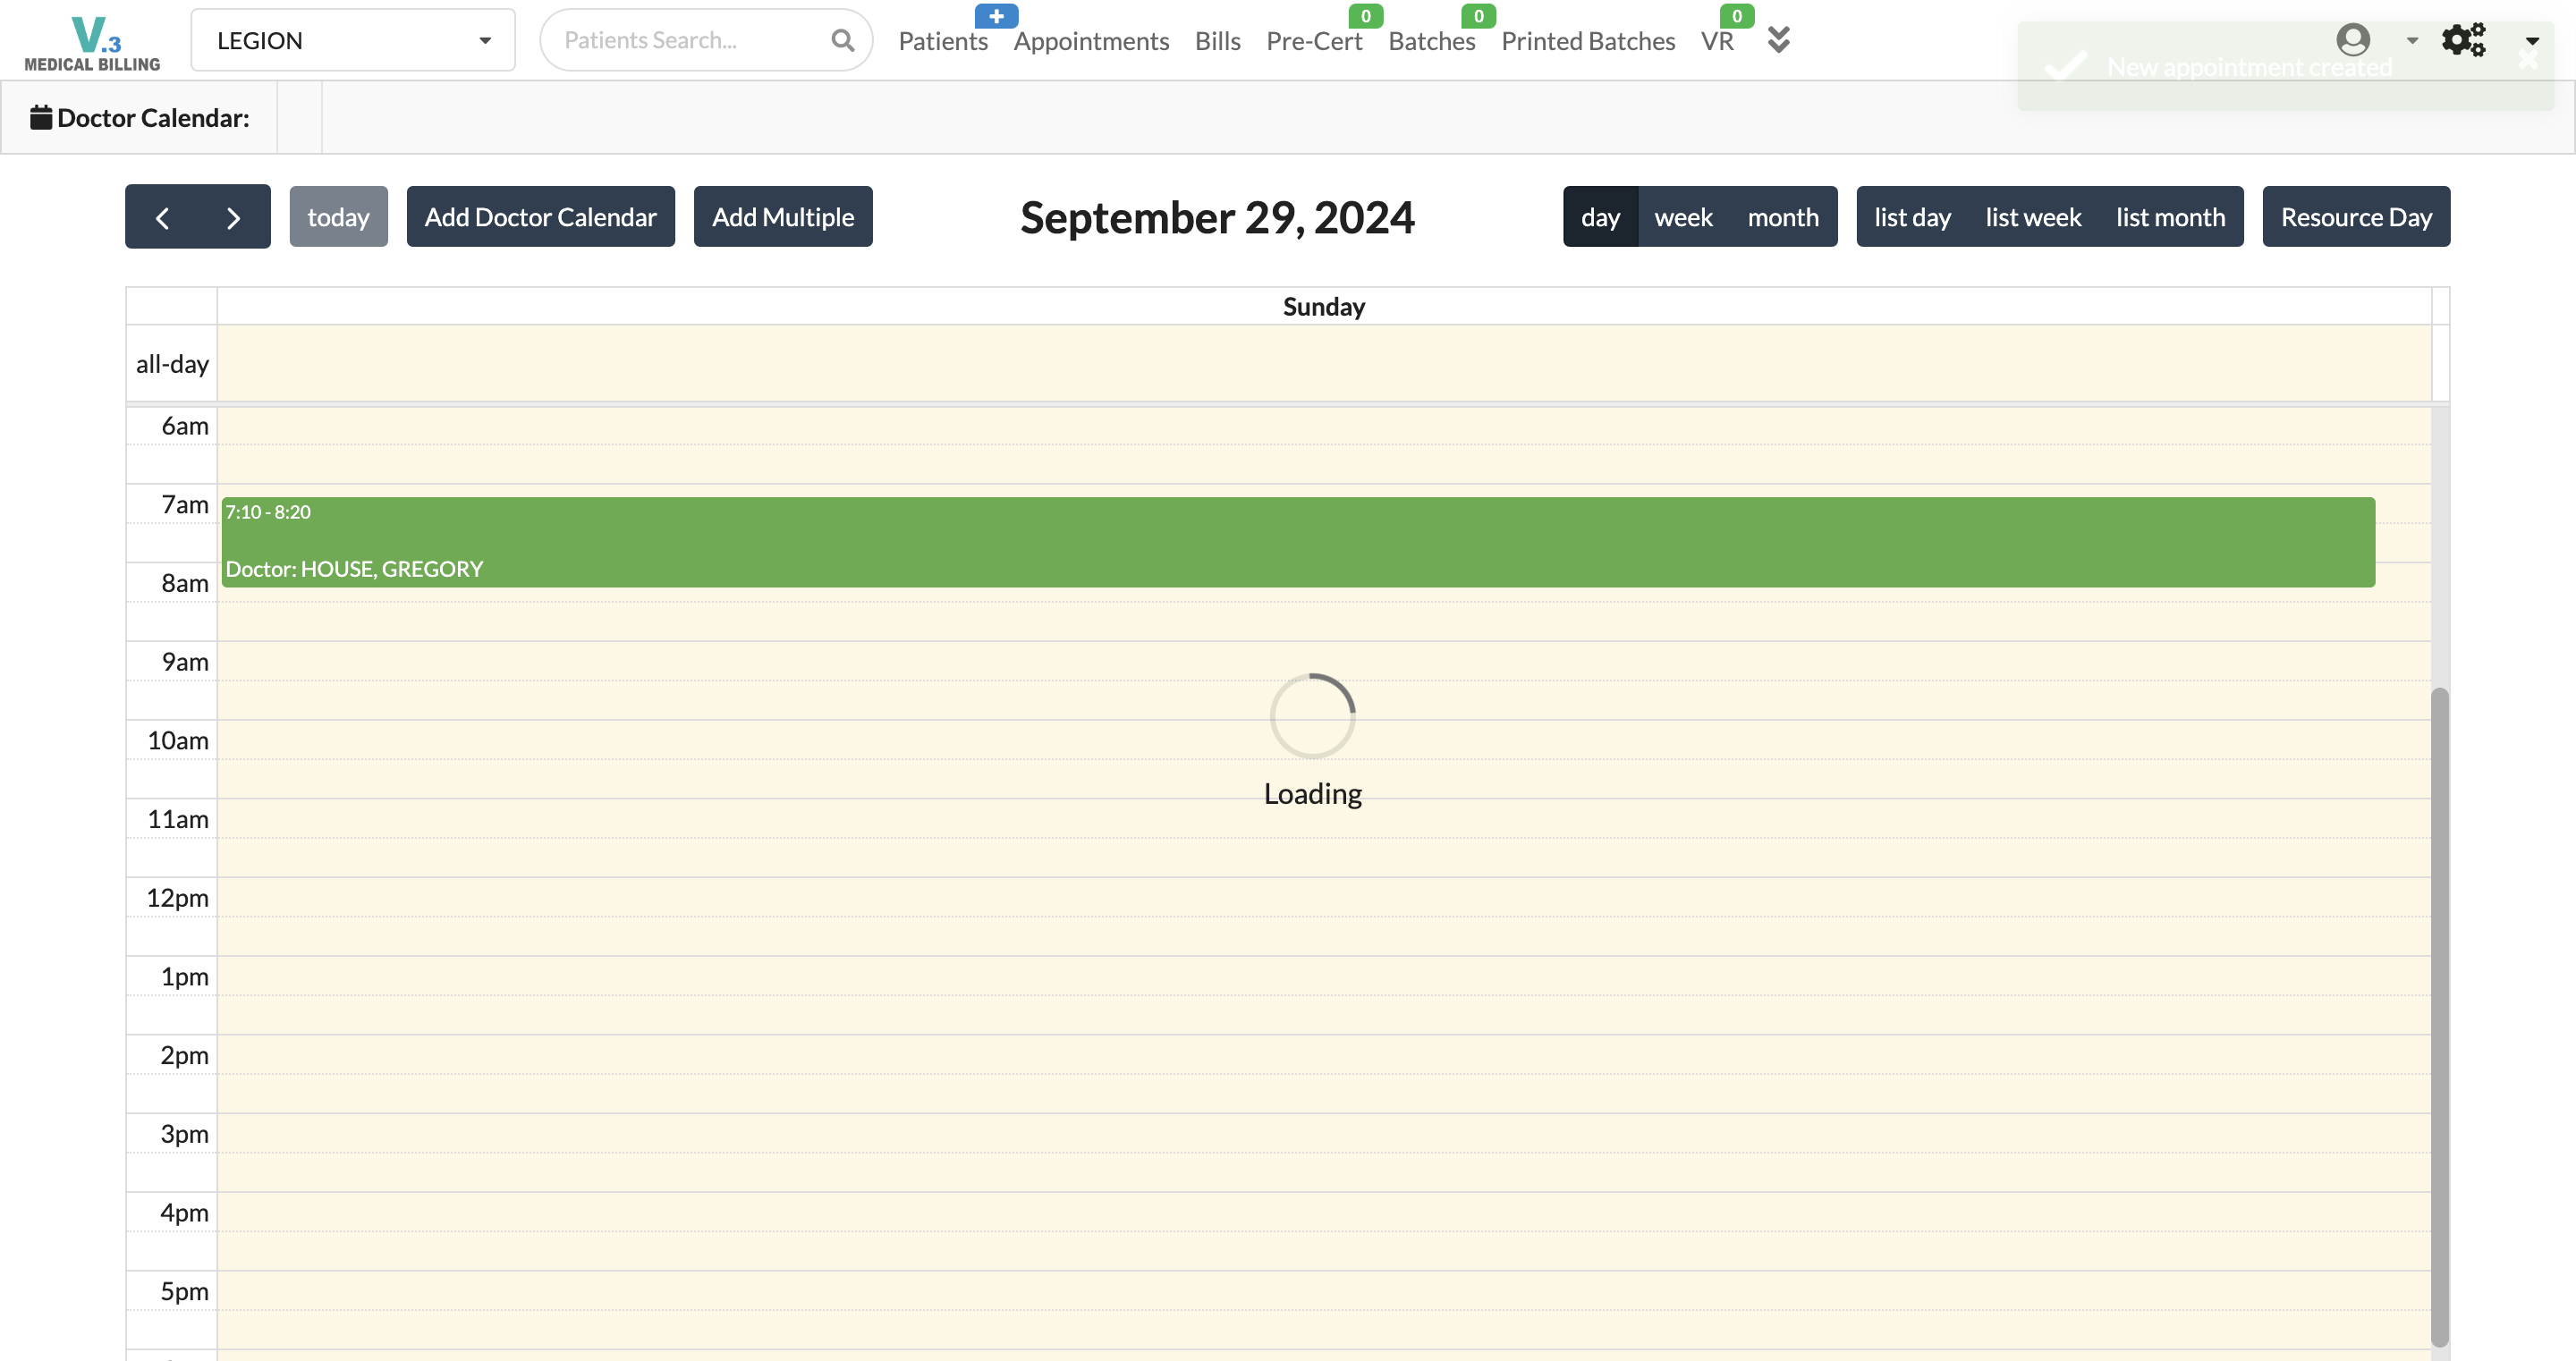 V.3
MEDICAL BILLING
LEGION
Patients Search...
Patients
+
Appointments
Bills
Pre-Cert
0
Batches
0
Printed Batches
VR
0
New appointment created
Doctor Calendar:
today
Add Doctor Calendar
Add Multiple
September 29, 2024
day
week
month
list day
list week
list month
Resource Day
Sunday
all-day
6am
7am
7:10 - 8:20
Doctor: HOUSE, GREGORY
8am
9am
10am
Loading
11am
12pm
1pm
2pm
3pm
4pm
5pm